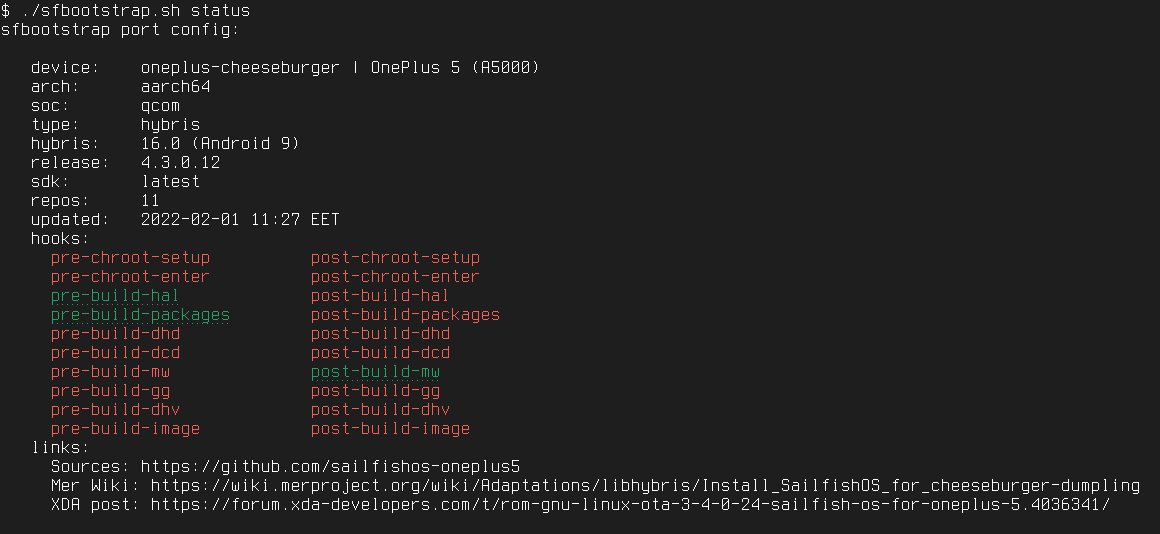 $ ./sfbootstrap.sh status
sfbootstrap port config:
device: oneplus-cheeseburger | OnePlus 5 (A5000)
arch: aarch64
soc: qcom
type: hybris
hybris: 16.0 (Android 9)
release: 4.3.0.12
sdk: latest
repos: 11
updated: 2022-02-01 11:27 EET
hooks:
pre-chroot-setup post-chroot-setup
pre-chroot-enter post-chroot-enter
pre-build-hal post-build-hal
pre-build-packages post-build-packages
pre-build-dhd post-build-dhd
pre-build-dcd post-build-dcd
pre-build-mw post-build-mw
pre-build-gg post-build-gg
pre-build-dhv post-build-dhv
pre-build-image post-build-image
links:
Sources: https://github.com/sailfishos-oneplus5
Mer Wiki: https://wiki.merproject.org/wiki/Adaptations/libhybris/Install_SailfishOS_for_cheeseburger-dumpling
XDA post: https://forum.xda-developers.com/t/rom-gnu-linux-ota-3-4-0-24-sailfish-os-for-oneplus-5.4036341/